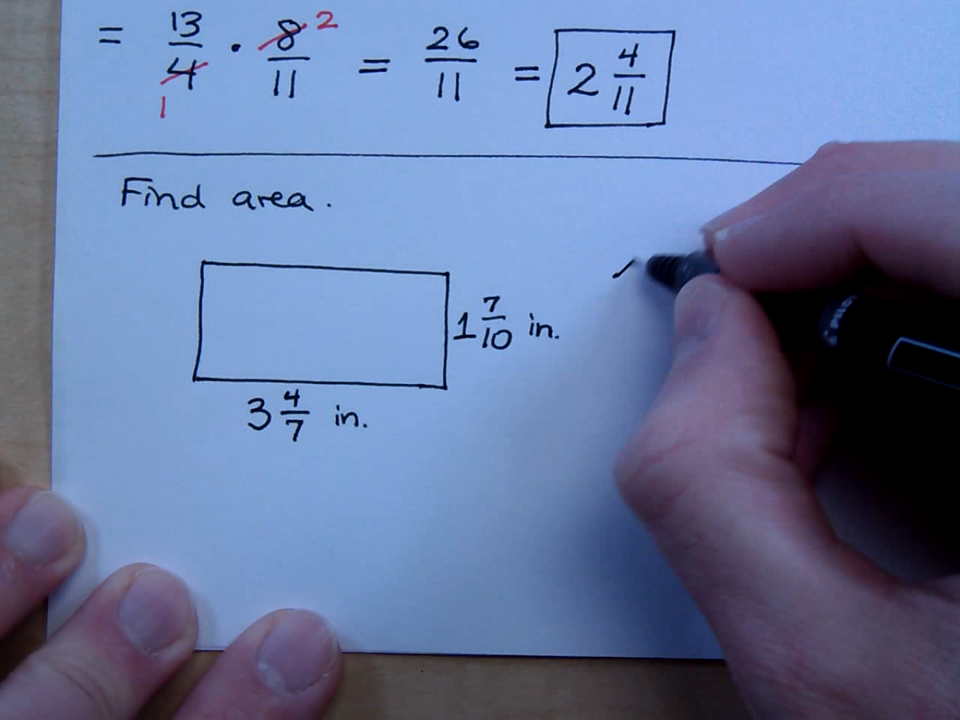 = 13/4 1 · 8/11 2 = 26/11 = 2 4/11
Find area.
1 7/10 in.
3 4/7 in.
PILOT